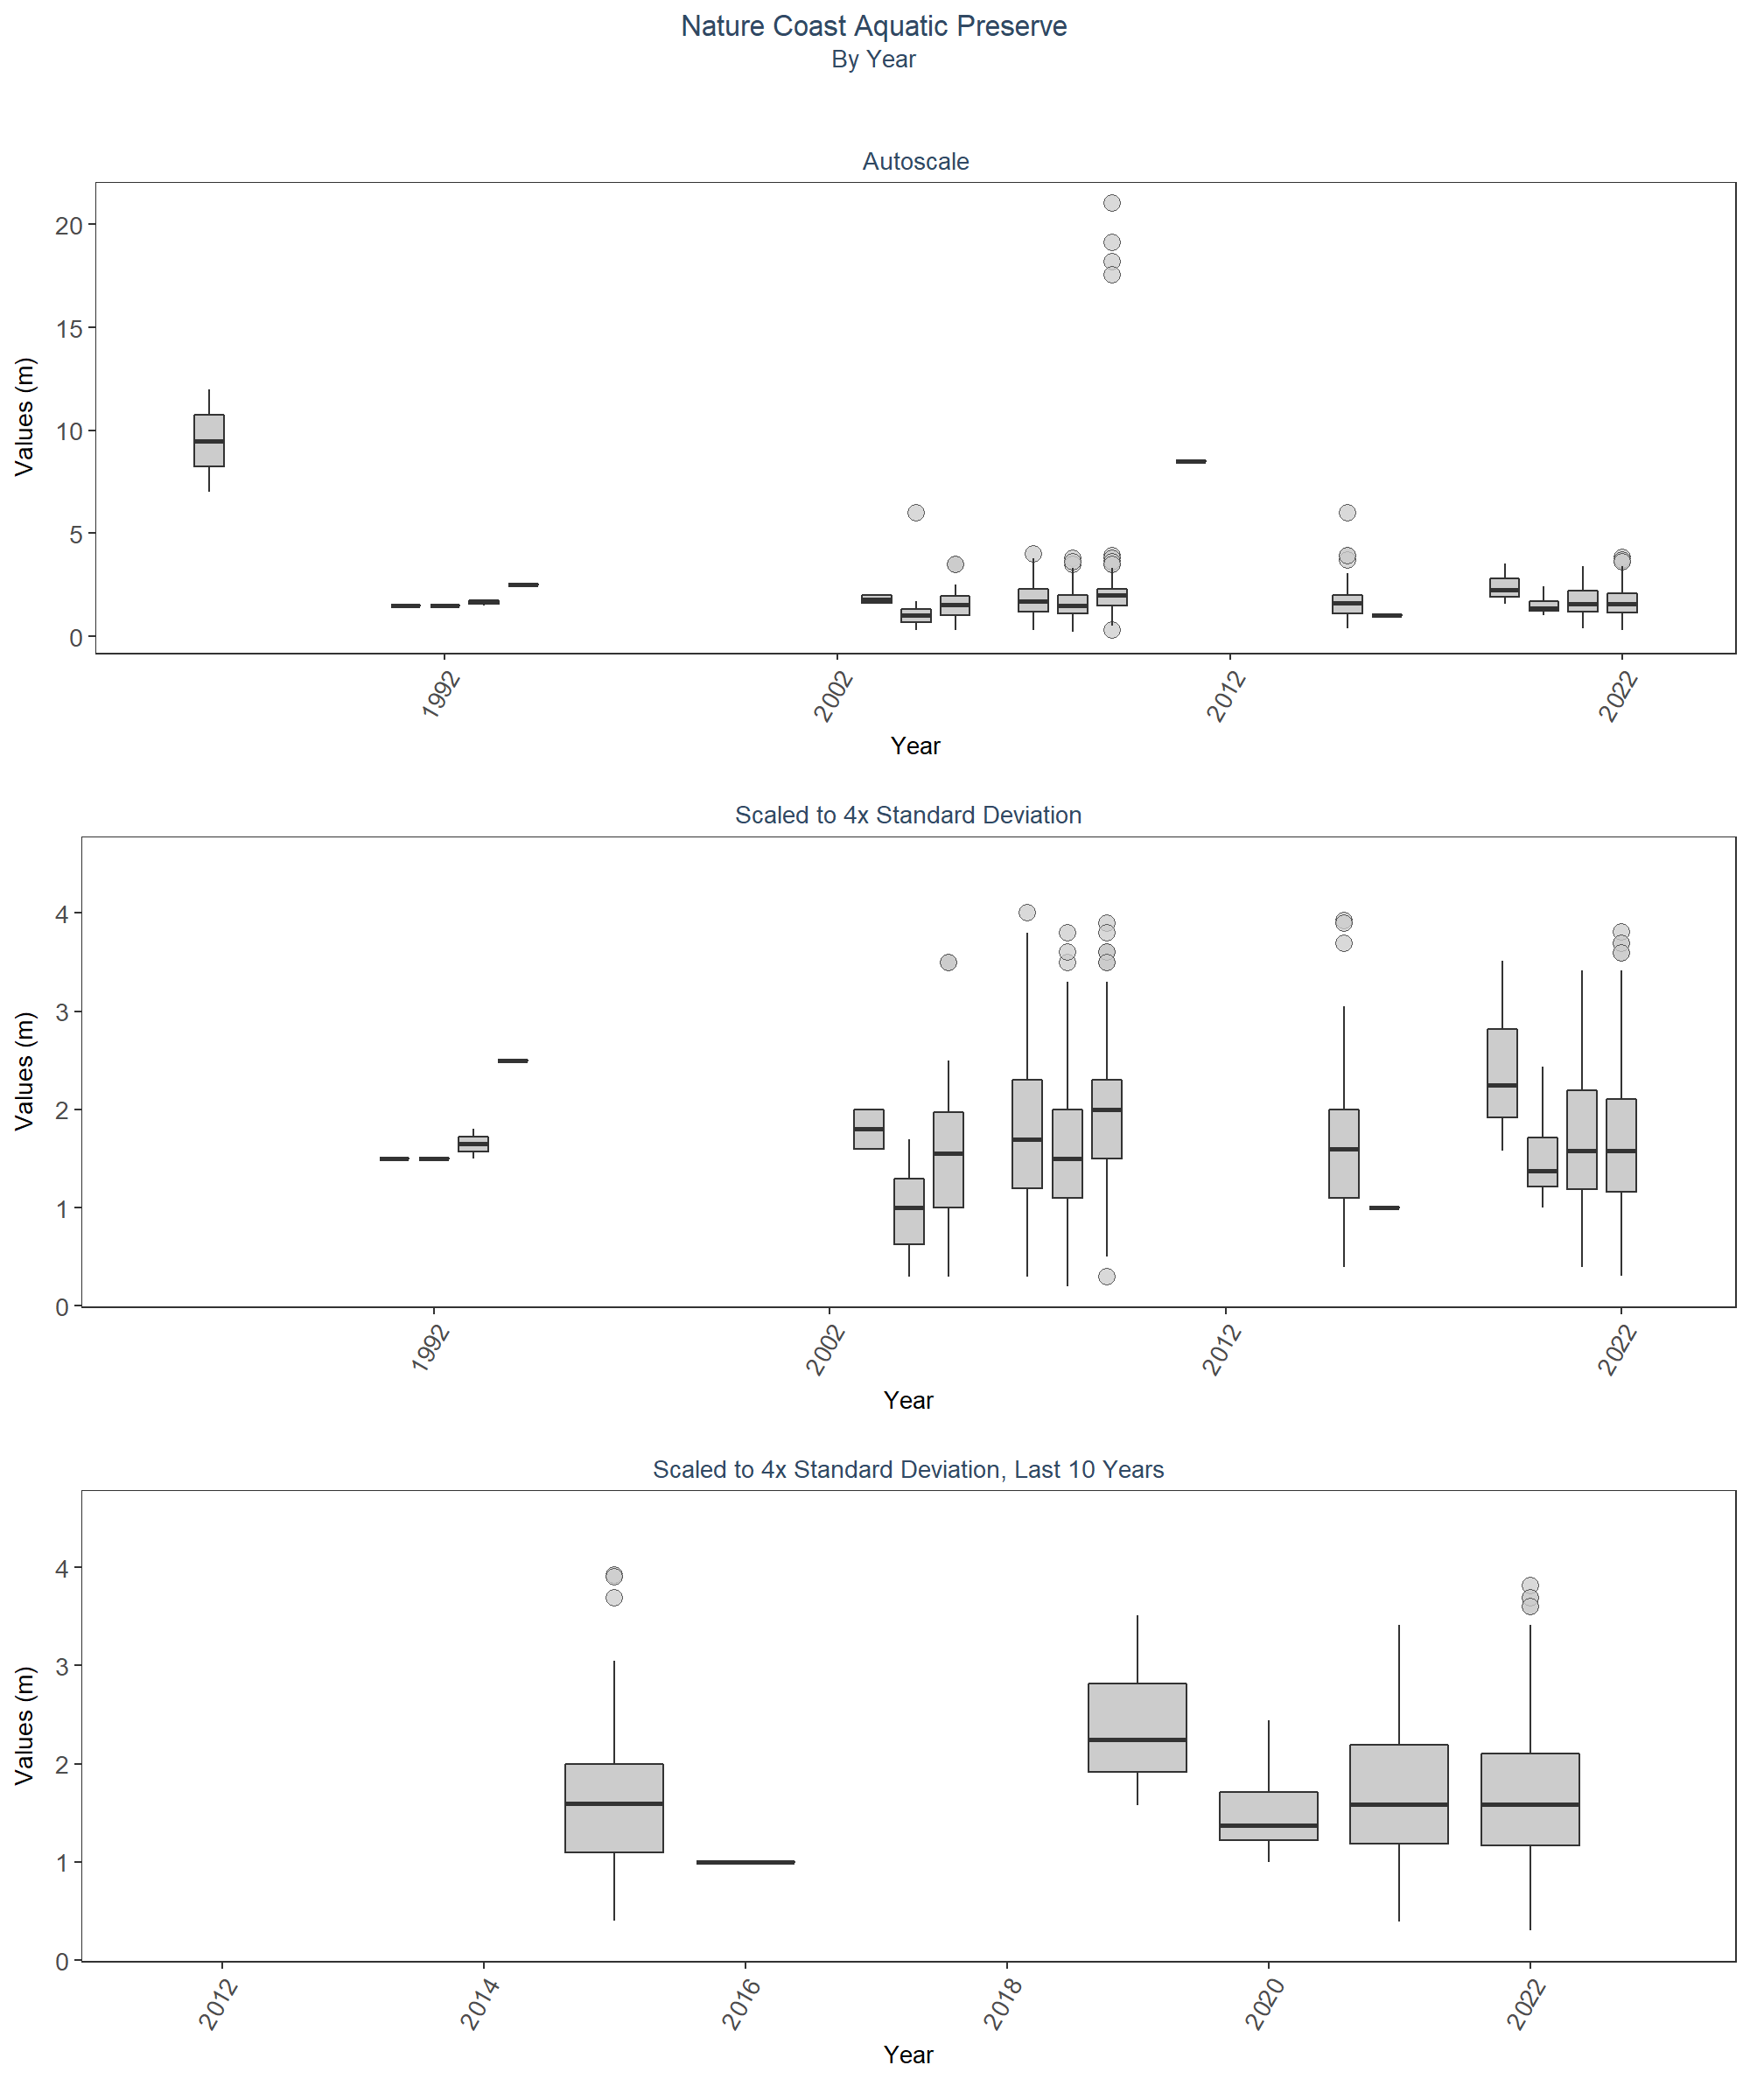 Nature Coast Aquatic Preserve
By Year
Autoscale
20
15
10
5
0
Values (m)
1992
2002
2012
2022
Year
Scaled to 4x Standard Deviation
4
3
2
1
0
Values (m)
1992
2002
2012
2022
Year
Scaled to 4x Standard Deviation, Last 10 Years
4
3
2
1
0
Values (m)
2012
2014
2016
2018
2020
2022
Year